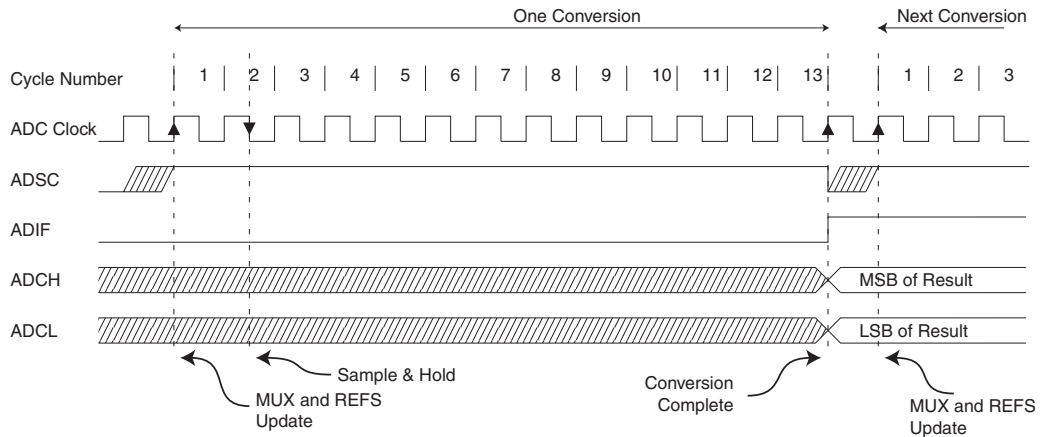 One Conversion Next Conversion
Cycle Number 1 2 3 4 5 6 7 8 9 10 11 12 13 1 2 3
ADC Clock
ADSC
ADIF
ADCH MSB of Result
ADCL LSB of Result
Sample & Hold
MUX and REFS
Update
Conversion
Complete
MUX and REFS
Update